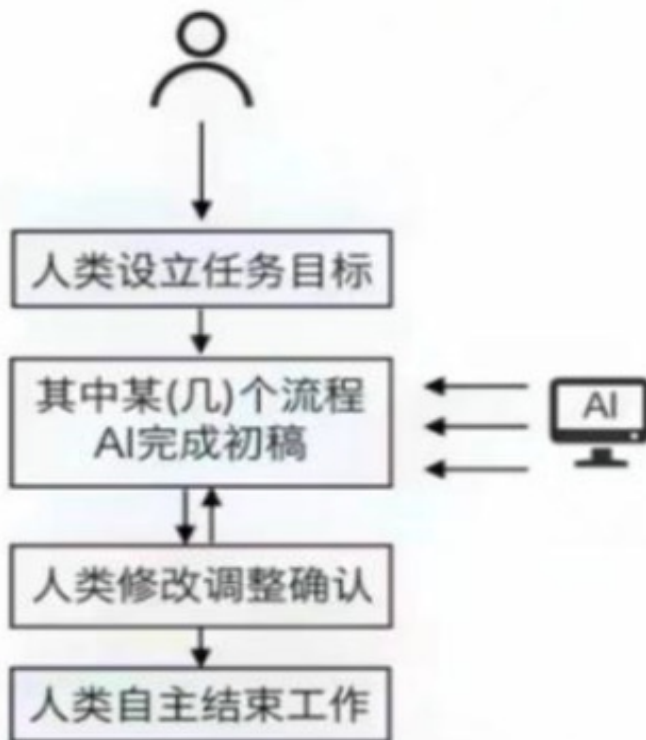 人类设立任务目标
其中某(几)个流程
AI完成初稿
AI
人类修改调整确认
人类自主结束工作